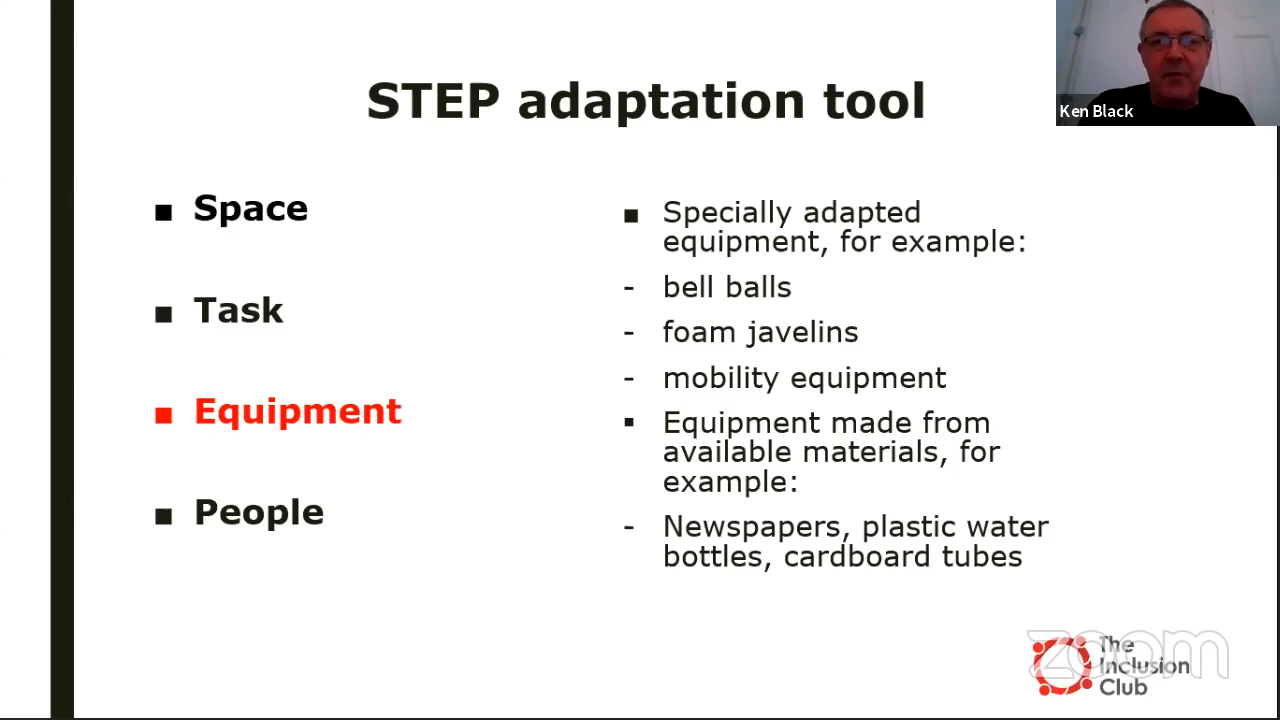 STEP adaptation tool
Ken Black
■ Space
■ Task
■ Equipment
■ People
■ Specially adapted
equipment, for example:
- bell balls
- foam javelins
- mobility equipment
▪ Equipment made from
available materials, for
example:
- Newspapers, plastic water
bottles, cardboard tubes
zoom
The
Inclusion
Club